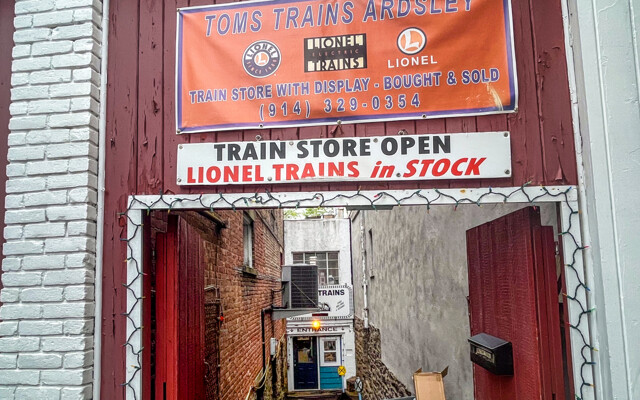 TOMS TRAINS ARDSLEY
LIONEL
LIONEL
ELECTRIC
TRAINS
LIONEL
TRAIN STORE WITH DISPLAY - BOUGHT & SOLD
(914) 329-0354
TRAIN STORE OPEN
LIONEL TRAINS in STOCK
TRAINS
ENTRANCE